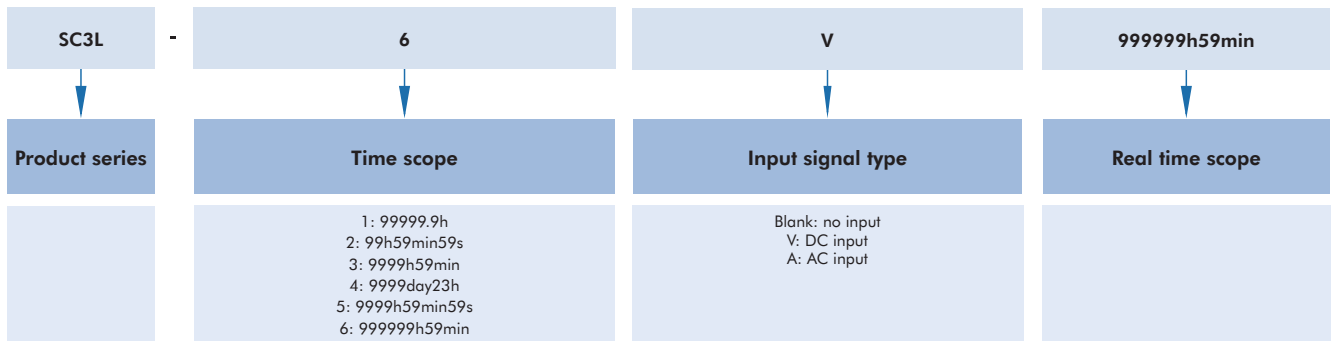 SC3L - 6 V 999999h59min
Product series Time scope Input signal type Real time scope
1: 99999.9h
2: 99h59min59s
3: 9999h59min
4: 9999day23h
5: 9999h59min59s
6: 999999h59min
Blank: no input
V: DC input
A: AC input